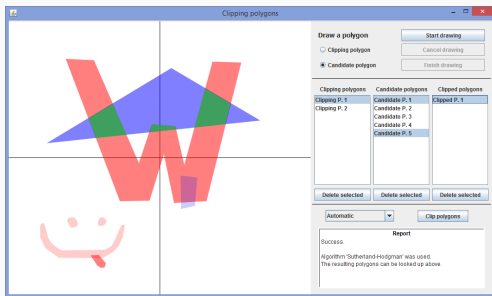 Clipping polygons
Draw a polygon
Start drawing
Clipping polygon
Cancel drawing
Candidate polygon
Finish drawing
Clipping polygons Candidate polygons Clipped polygons
Clipping P. 1 Candidate P. 1 Clipped P. 1
Clipping P. 2 Candidate P. 2
Candidate P. 3
Candidate P. 4
Candidate P. 5
Delete selected Delete selected Delete selected
Automatic Clip polygons
Report
Success.
Algorithm 'Sutherland-Hodgman' was used.
The resulting polygons can be looked up above.